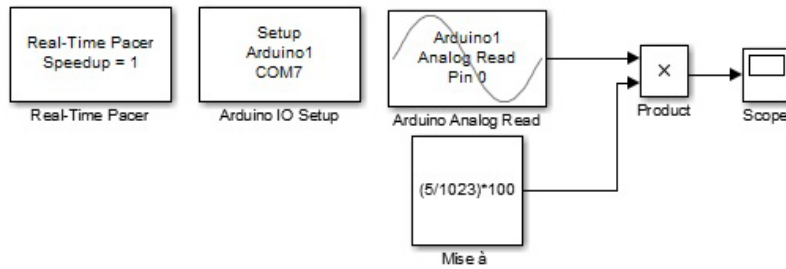 Real-Time Pacer
Speedup = 1
Real-Time Pacer
Setup
Arduino1
COM7
Arduino IO Setup
Arduino1
Analog Read
Pin 0
Arduino Analog Read
×
Product
Scope
(5/1023)*100
Mise à